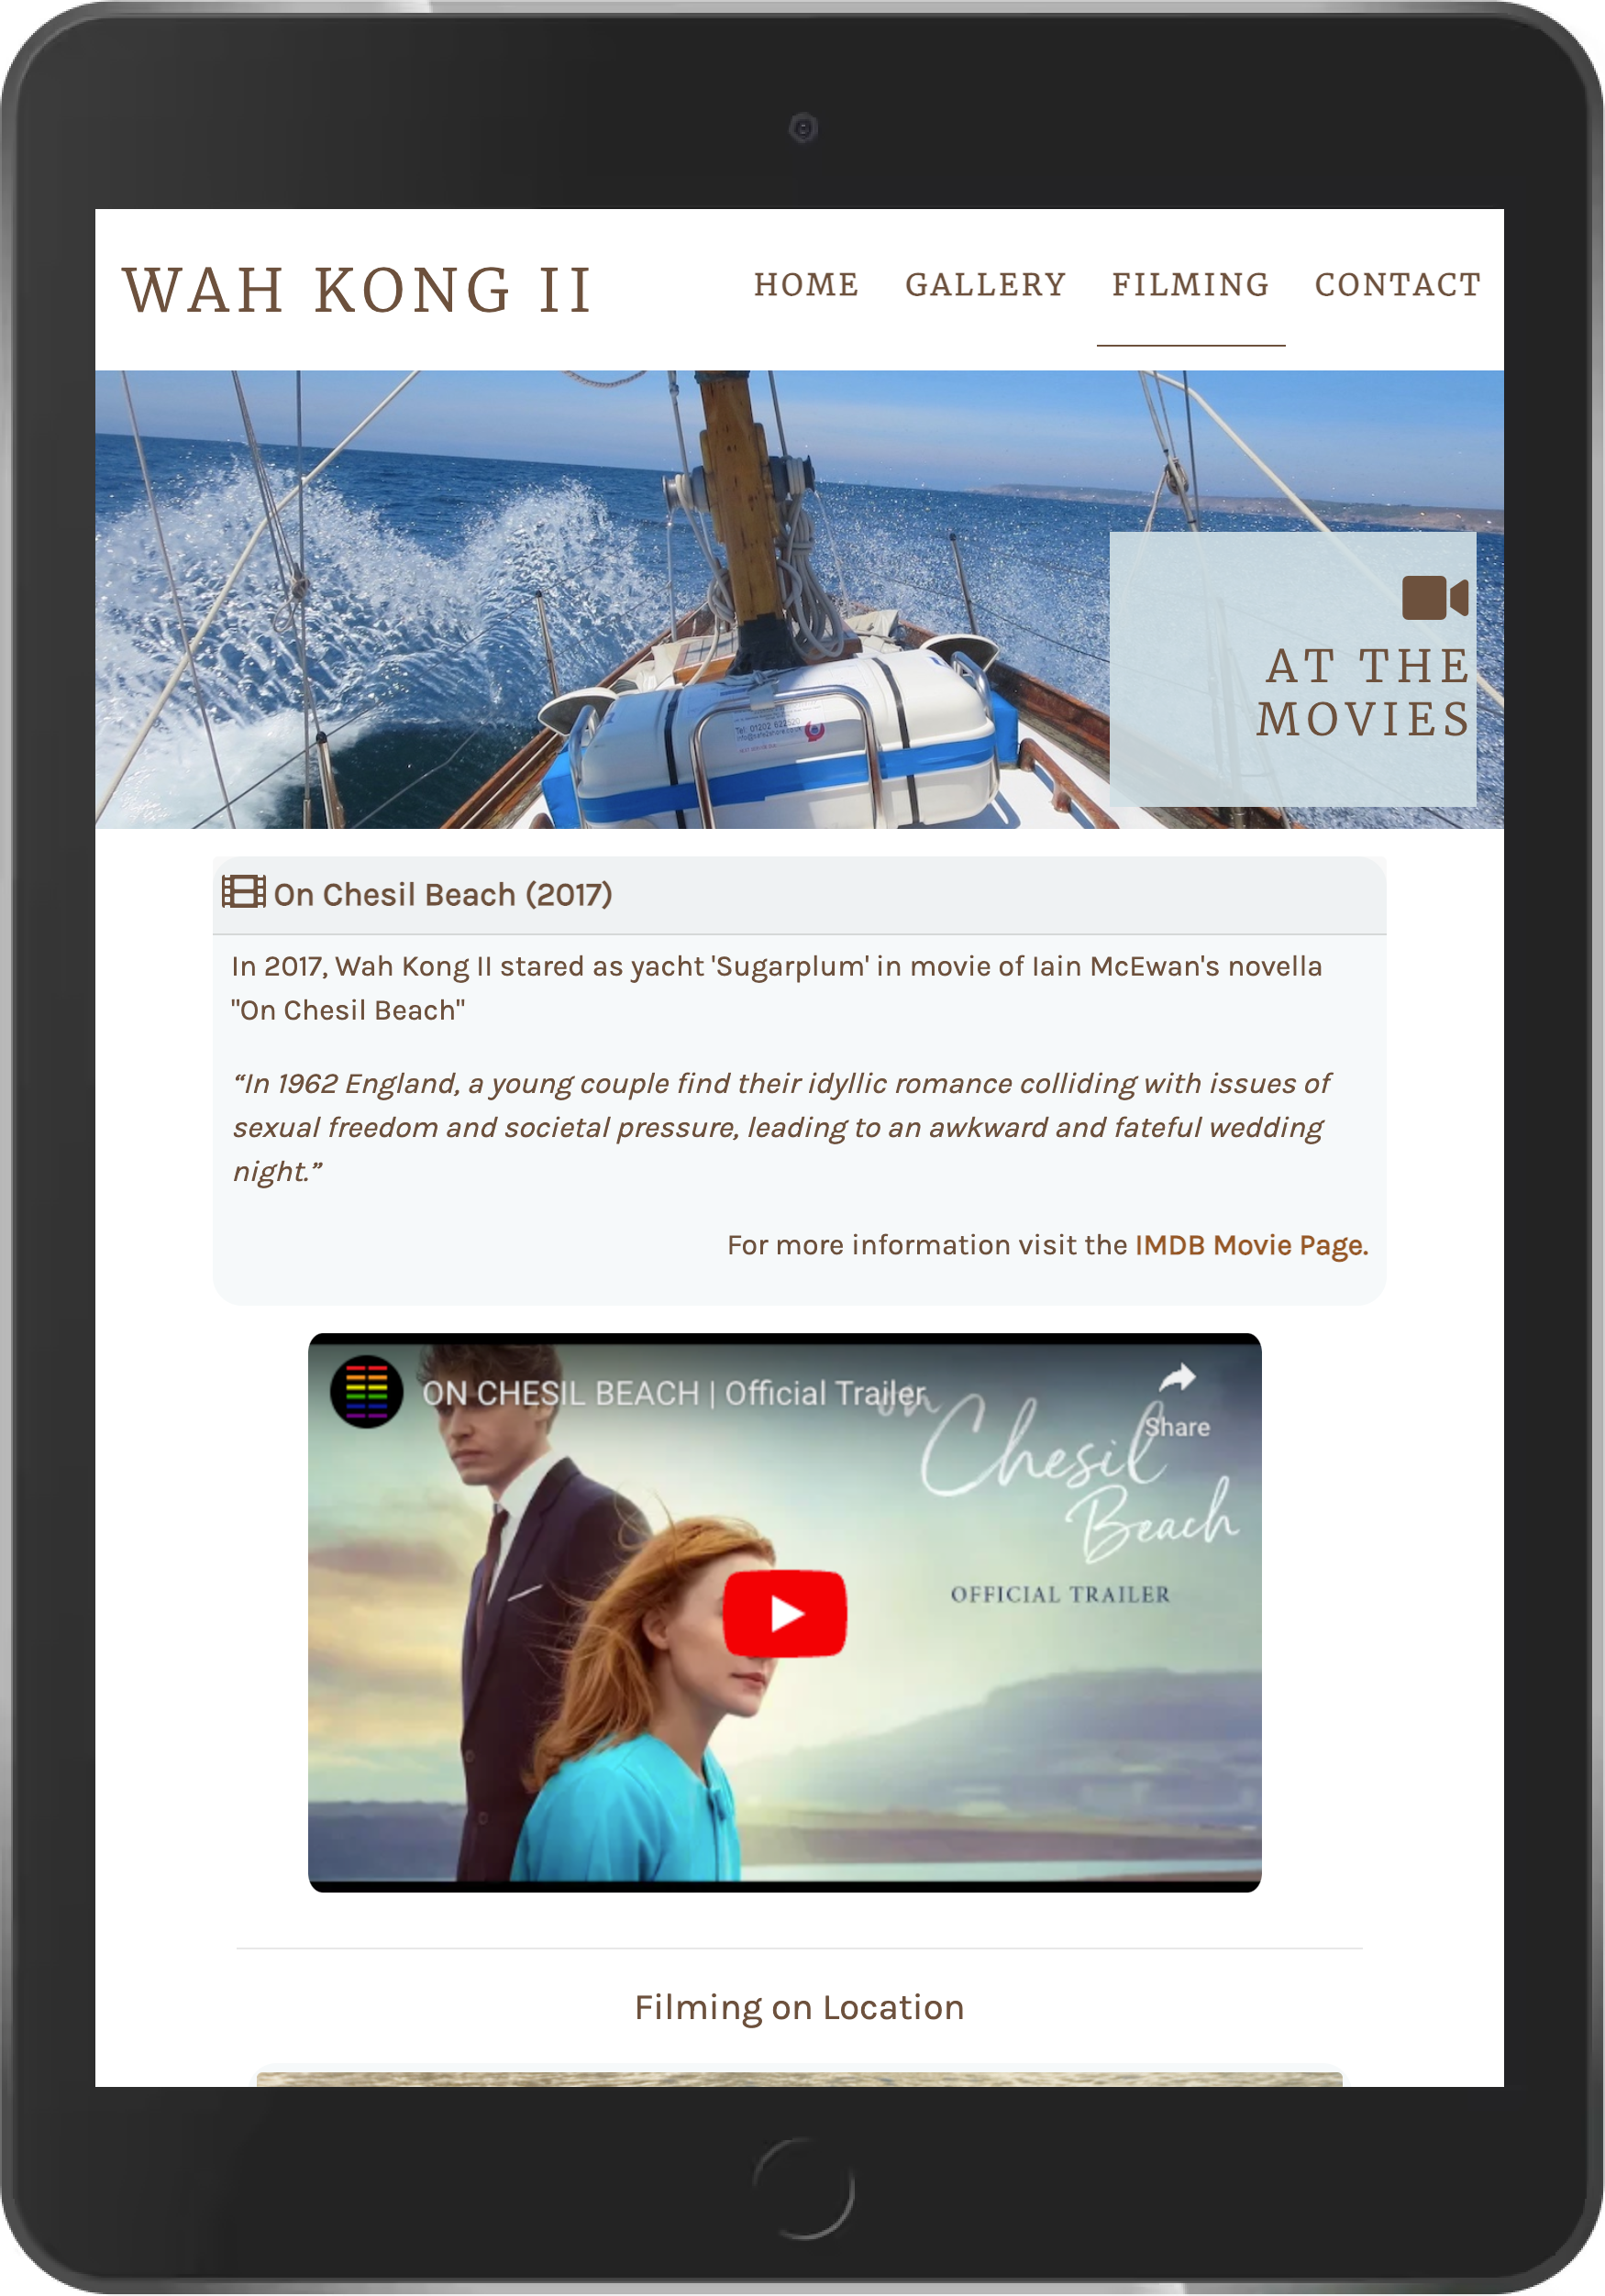 WAH KONG II
HOME GALLERY FILMING CONTACT
Tel: 01202 622520
AT THE
MOVIES
On Chesil Beach (2017)
In 2017, Wah Kong II stared as yacht 'Sugarplum' in movie of Iain McEwan's novella
"On Chesil Beach"
“In 1962 England, a young couple find their idyllic romance colliding with issues of
sexual freedom and societal pressure, leading to an awkward and fateful wedding
night.”
For more information visit the IMDB Movie Page.
ON CHESIL BEACH | Official Trailer
Share
on
Chesil
Beach
OFFICIAL TRAILER
Filming on Location